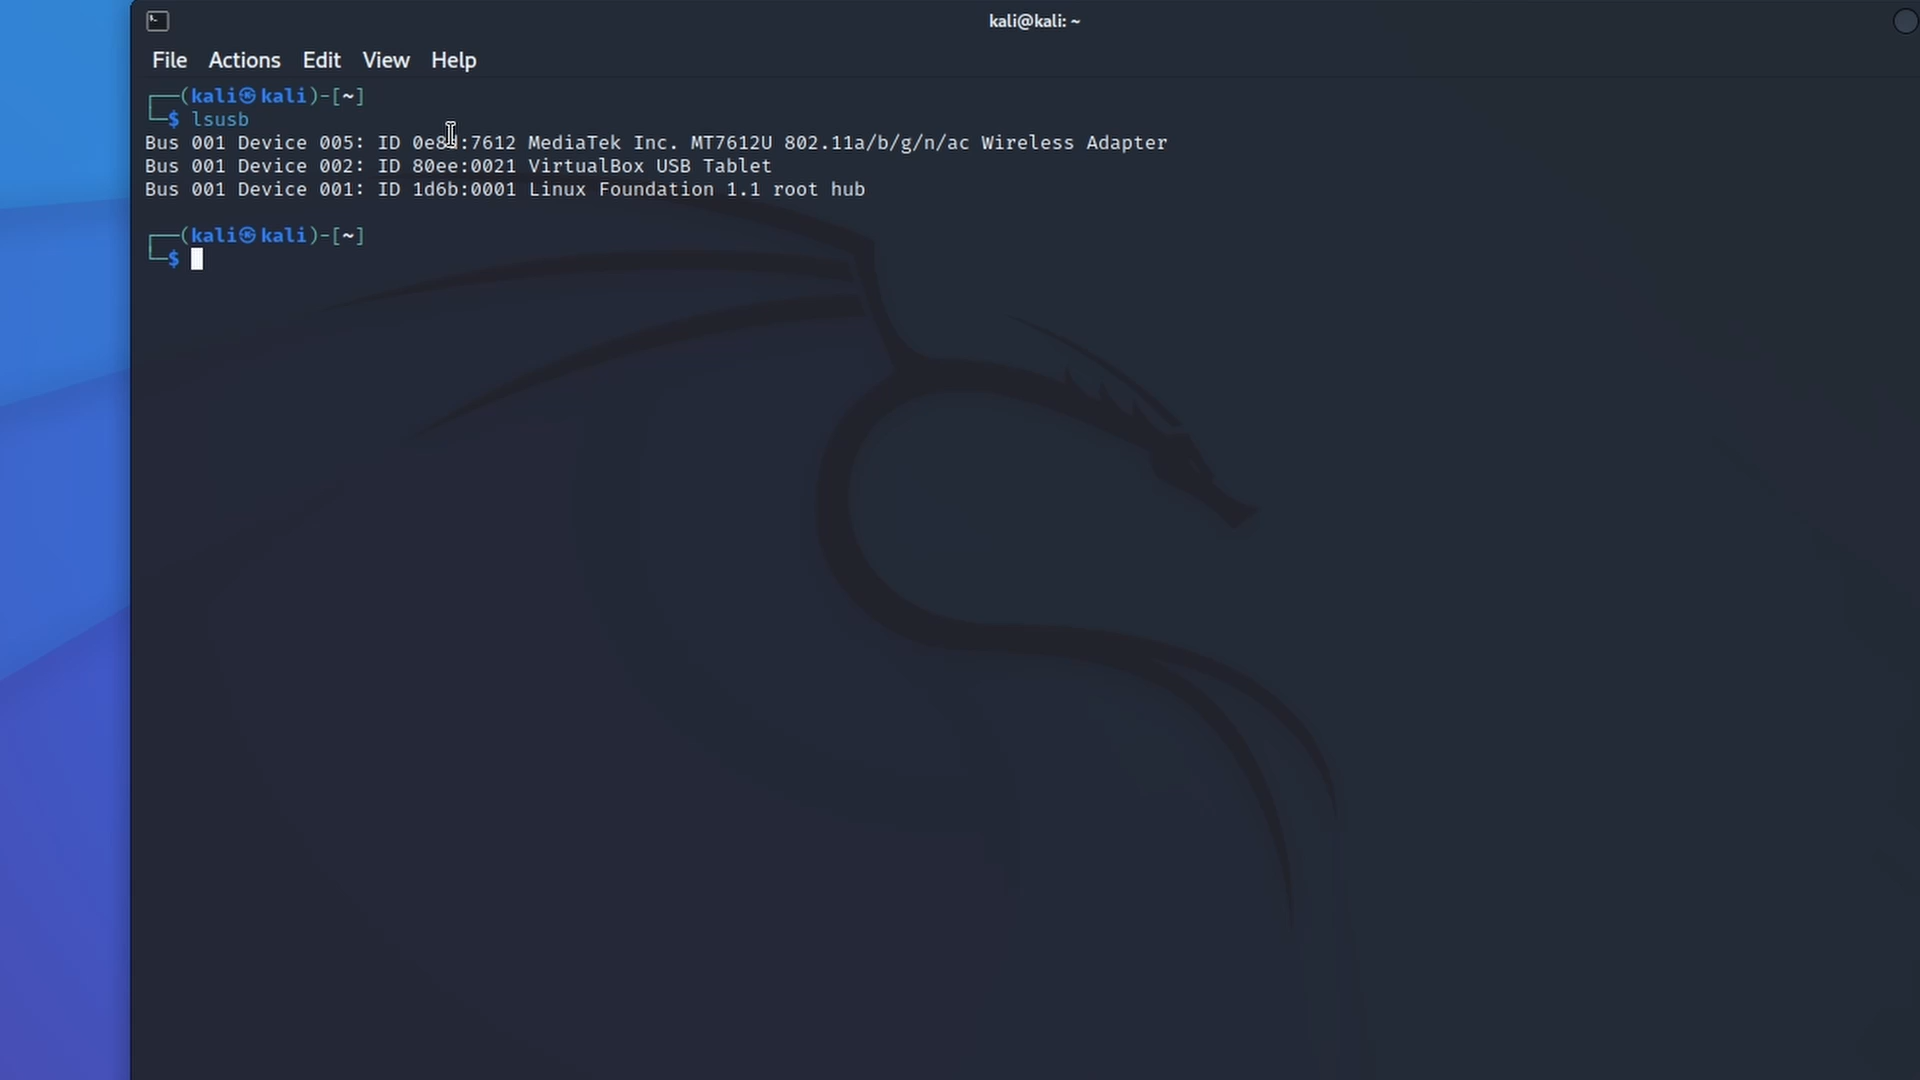 kali@kali: ~
File Actions Edit View Help
┌──(kali㉿kali)-[~]
└─$ lsusb
Bus 001 Device 005: ID 0e8d:7612 MediaTek Inc. MT7612U 802.11a/b/g/n/ac Wireless Adapter
Bus 001 Device 002: ID 80ee:0021 VirtualBox USB Tablet
Bus 001 Device 001: ID 1d6b:0001 Linux Foundation 1.1 root hub
┌──(kali㉿kali)-[~]
└─$